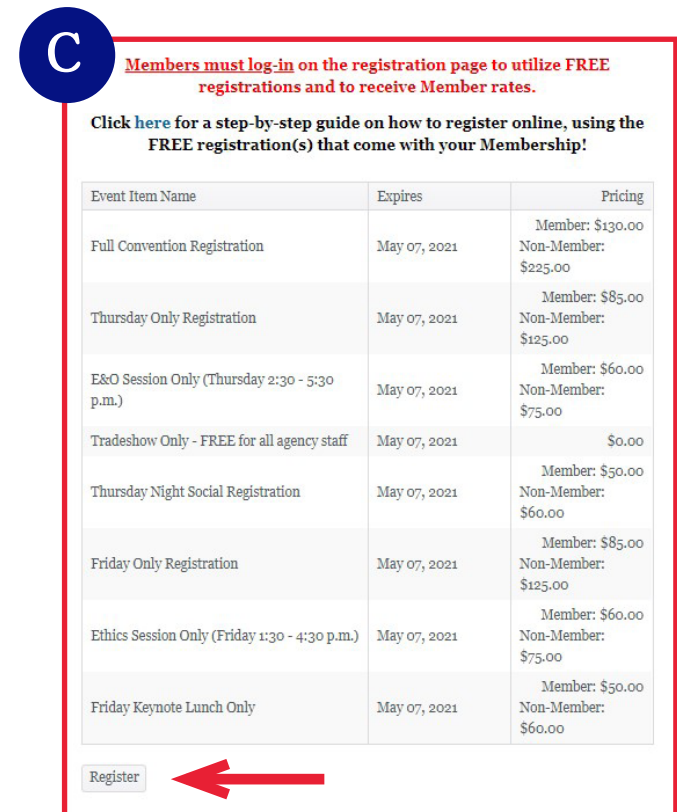 C
Members must log-in on the registration page to utilize FREE
registrations and to receive Member rates.
Click here for a step-by-step guide on how to register online, using the
FREE registration(s) that come with your Membership!
Event Item Name Expires Pricing
Full Convention Registration May 07, 2021 Member: $130.00
Non-Member:
$225.00
Thursday Only Registration May 07, 2021 Member: $85.00
Non-Member:
$125.00
E&O Session Only (Thursday 2:30 - 5:30
p.m.) May 07, 2021 Member: $60.00
Non-Member:
$75.00
Tradeshow Only - FREE for all agency staff May 07, 2021 $0.00
Thursday Night Social Registration May 07, 2021 Member: $50.00
Non-Member:
$60.00
Friday Only Registration May 07, 2021 Member: $85.00
Non-Member:
$125.00
Ethics Session Only (Friday 1:30 - 4:30 p.m.) May 07, 2021 Member: $60.00
Non-Member:
$75.00
Friday Keynote Lunch Only May 07, 2021 Member: $50.00
Non-Member:
$60.00
Register